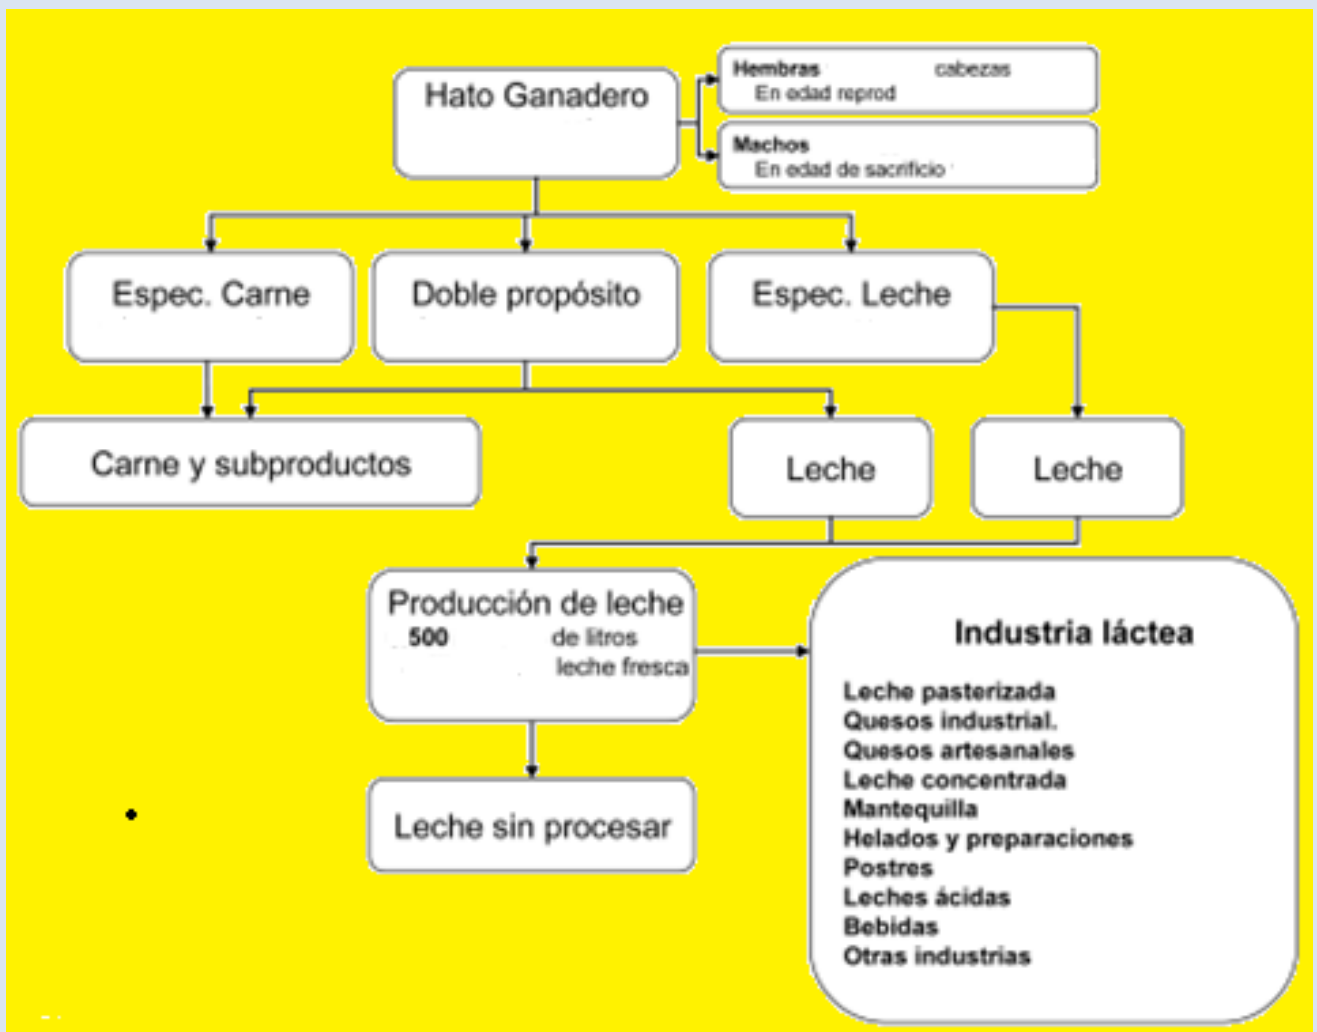 Hato Ganadero
Hembras cabezas
En edad reprod
Machos
En edad de sacrificio
Espec. Carne
Doble propósito
Espec. Leche
Carne y subproductos
Leche
Leche
Producción de leche
500 de litros
leche fresca
Industria láctea
Leche pasterizada
Quesos industrial.
Quesos artesanales
Leche concentrada
Mantequilla
Helados y preparaciones
Postres
Leches ácidas
Bebidas
Otras industrias
Leche sin procesar